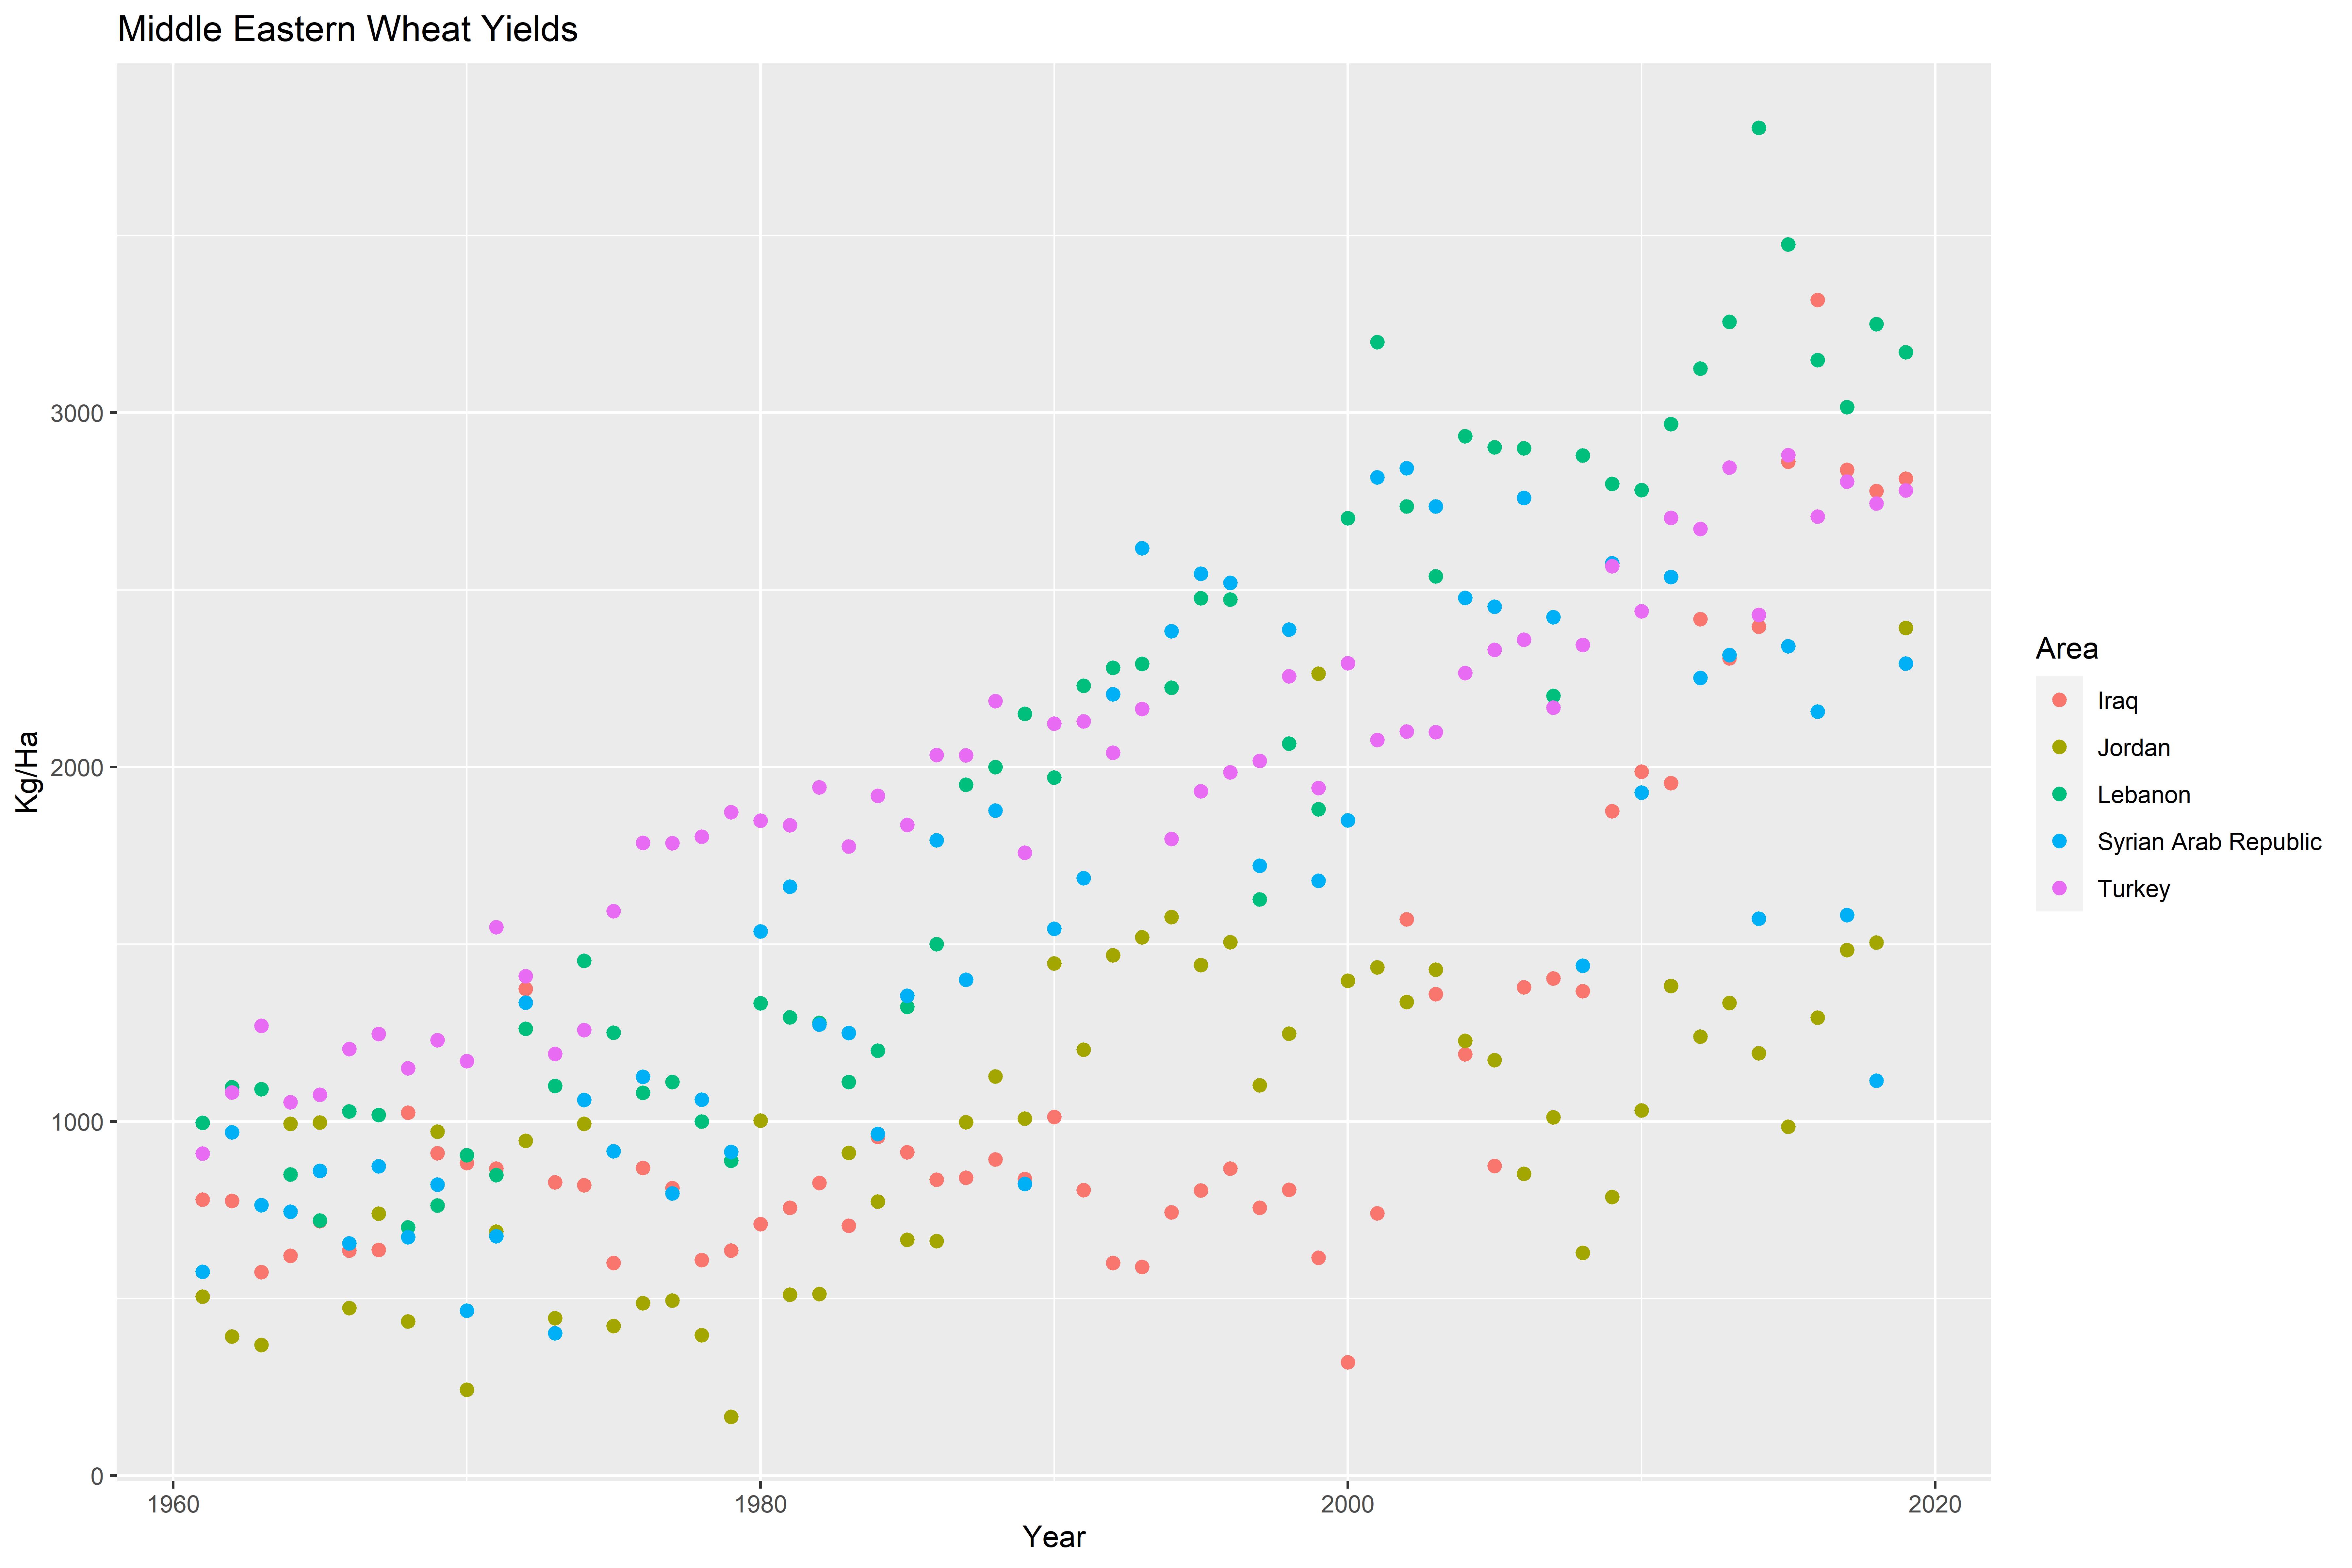 Middle Eastern Wheat Yields
3000
2000
1000
0
Kg/Ha
1960
1980
2000
2020
Year
Area
Iraq
Jordan
Lebanon
Syrian Arab Republic
Turkey